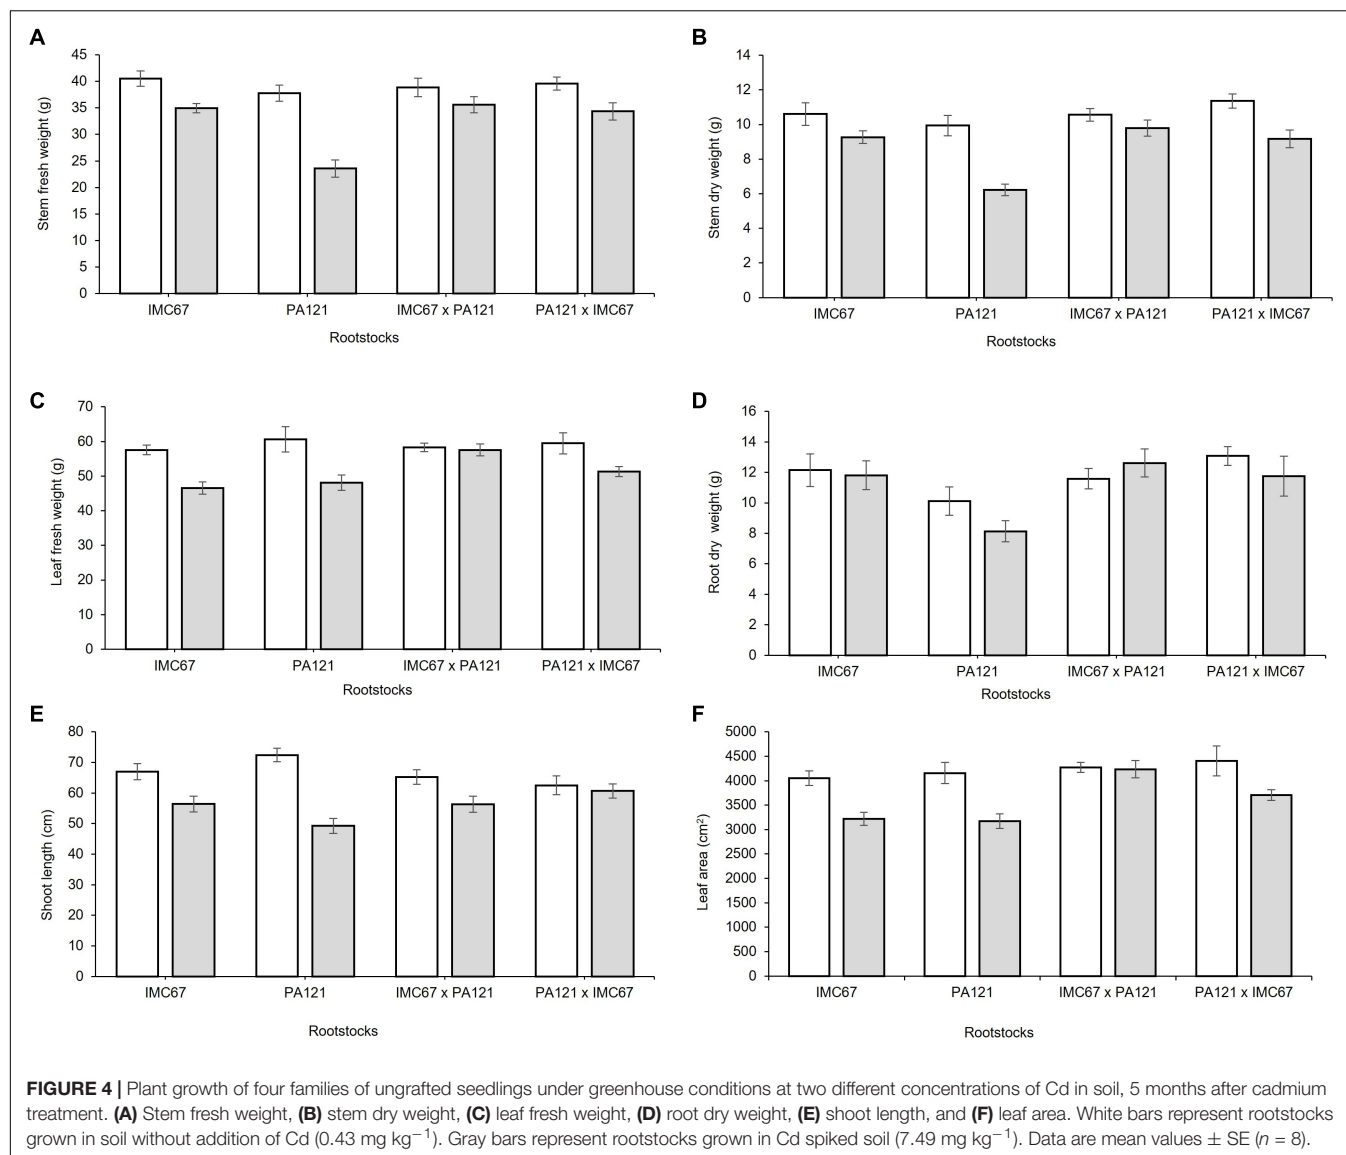 A
Stem fresh weight (g)
45
40
35
30
25
20
15
10
5
0
IMC67 PA121 IMC67 x PA121 PA121 x IMC67
Rootstocks
B
Stem dry weight (g)
14
12
10
8
6
4
2
0
IMC67 PA121 IMC67 x PA121 PA121 x IMC67
Rootstocks
C
Leaf fresh weight (g)
70
60
50
40
30
20
10
0
IMC67 PA121 IMC67 x PA121 PA121 x IMC67
Rootstocks
D
Root dry weight (g)
16
14
12
10
8
6
4
2
0
IMC67 PA121 IMC67 x PA121 PA121 x IMC67
Rootstocks
E
Shoot length (cm)
80
70
60
50
40
30
20
10
0
IMC67 PA121 IMC67 x PA121 PA121 x IMC67
Rootstocks
F
Leaf area (cm²)
5000
4500
4000
3500
3000
2500
2000
1500
1000
500
0
IMC67 PA121 IMC67 x PA121 PA121 x IMC67
Rootstocks
FIGURE 4 | Plant growth of four families of ungrafted seedlings under greenhouse conditions at two different concentrations of Cd in soil, 5 months after cadmium
treatment. (A) Stem fresh weight, (B) stem dry weight, (C) leaf fresh weight, (D) root dry weight, (E) shoot length, and (F) leaf area. White bars represent rootstocks
grown in soil without addition of Cd (0.43 mg kg⁻¹). Gray bars represent rootstocks grown in Cd spiked soil (7.49 mg kg⁻¹). Data are mean values ± SE (n = 8).